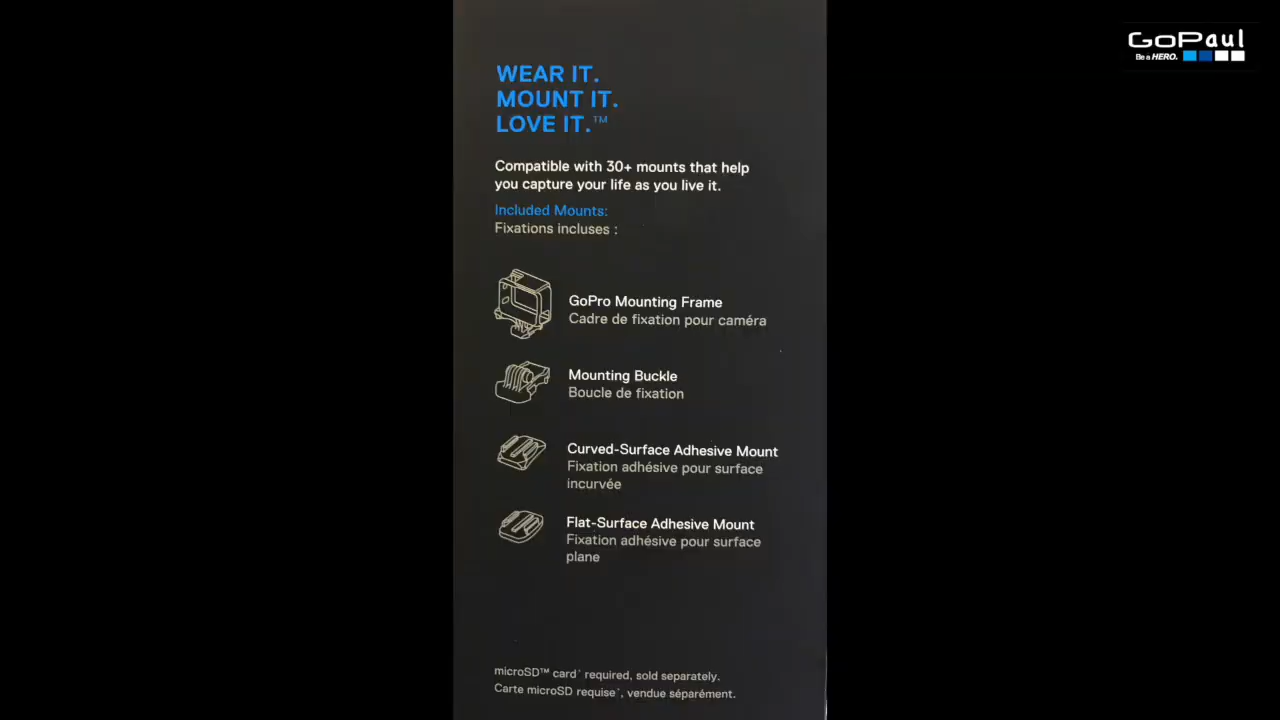 GoPaul
Be a HERO.
WEAR IT.
MOUNT IT.
LOVE IT.™
Compatible with 30+ mounts that help
you capture your life as you live it.
Included Mounts:
Fixations incluses :
GoPro Mounting Frame
Cadre de fixation pour caméra
Mounting Buckle
Boucle de fixation
Curved-Surface Adhesive Mount
Fixation adhésive pour surface
incurvée
Flat-Surface Adhesive Mount
Fixation adhésive pour surface
plane
microSD™ card* required, sold separately.
Carte microSD requise*, vendue séparément.